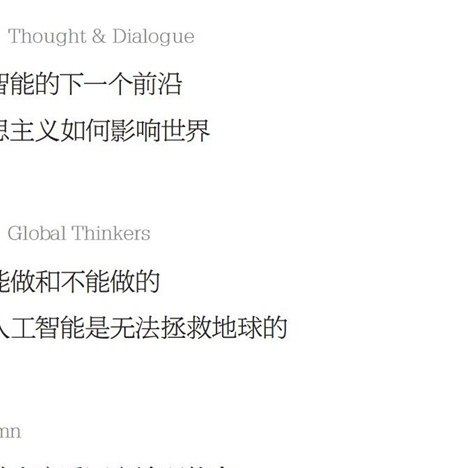 Thought & Dialogue
智能的下一个前沿
思主义如何影响世界
Global Thinkers
能做和不能做的
人工智能是无法拯救地球的
mn